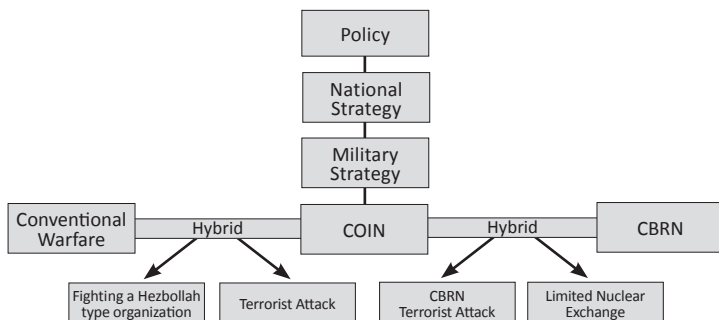 Policy
National
Strategy
Military
Strategy
Conventional
Warfare
Hybrid
COIN
Hybrid
CBRN
Fighting a Hezbollah
type organization
Terrorist Attack
CBRN
Terrorist Attack
Limited Nuclear
Exchange